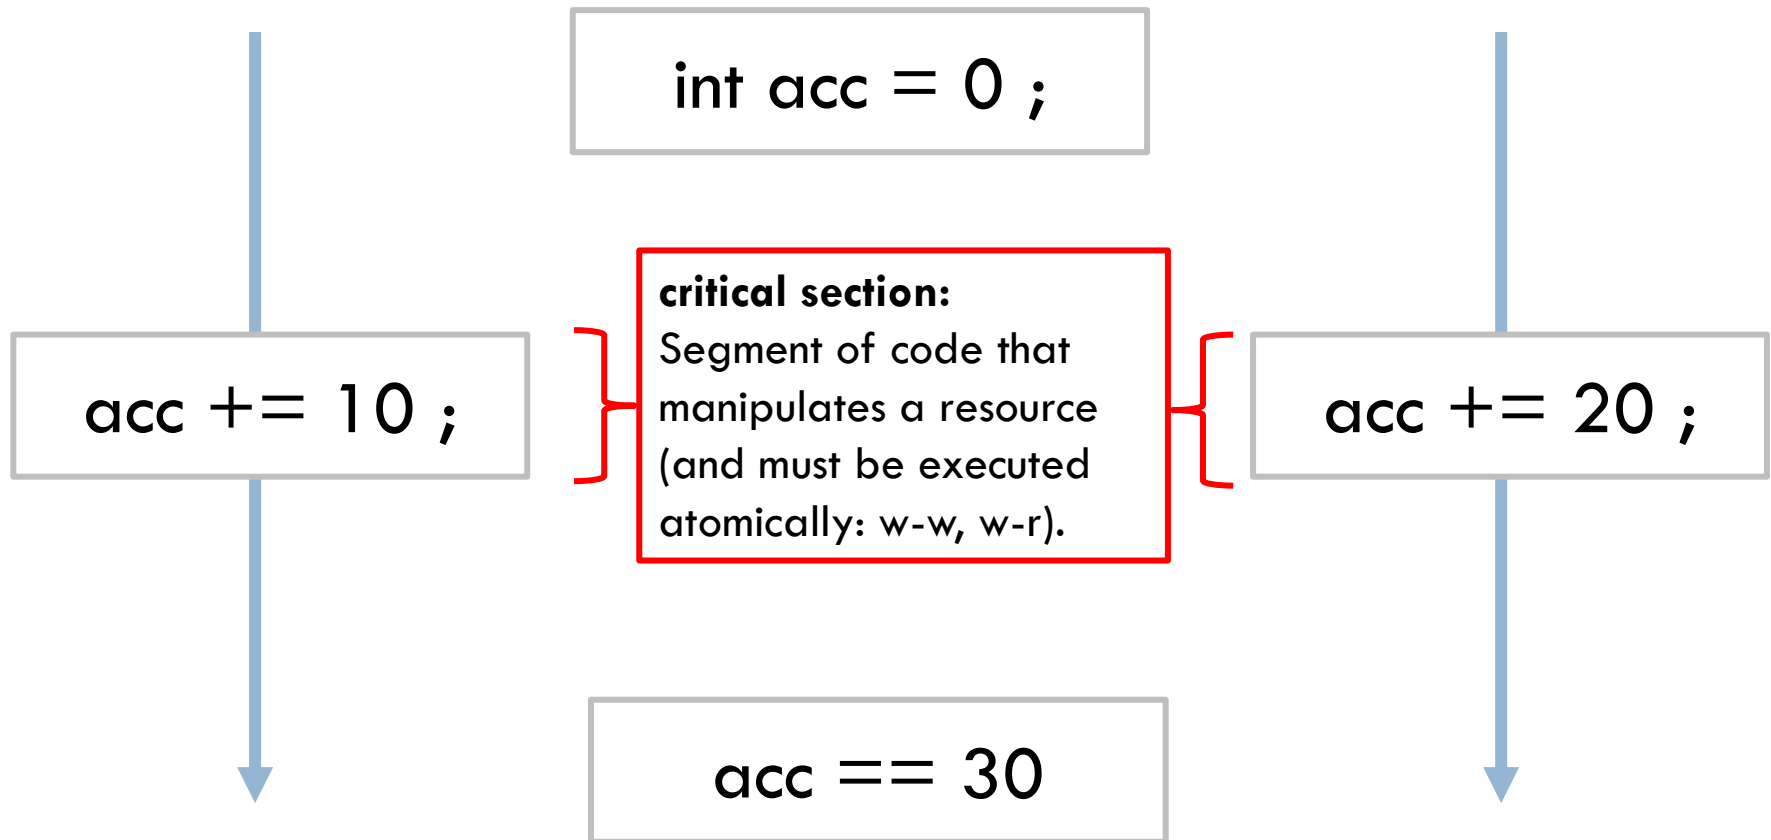 int acc = 0 ;
critical section:
Segment of code that
manipulates a resource
(and must be executed
atomically: w-w, w-r).
acc += 10 ;
acc += 20 ;
acc == 30